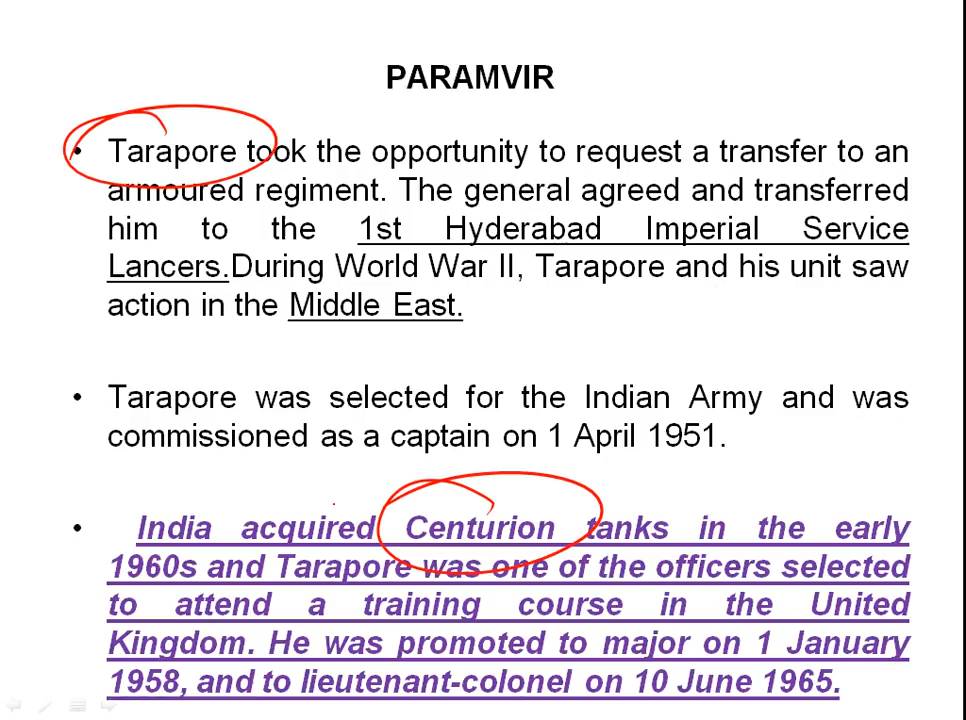 PARAMVIR
• Tarapore took the opportunity to request a transfer to an
armoured regiment. The general agreed and transferred
him to the 1st Hyderabad Imperial Service
Lancers.During World War II, Tarapore and his unit saw
action in the Middle East.
• Tarapore was selected for the Indian Army and was
commissioned as a captain on 1 April 1951.
• India acquired Centurion tanks in the early
1960s and Tarapore was one of the officers selected
to attend a training course in the United
Kingdom. He was promoted to major on 1 January
1958, and to lieutenant-colonel on 10 June 1965.